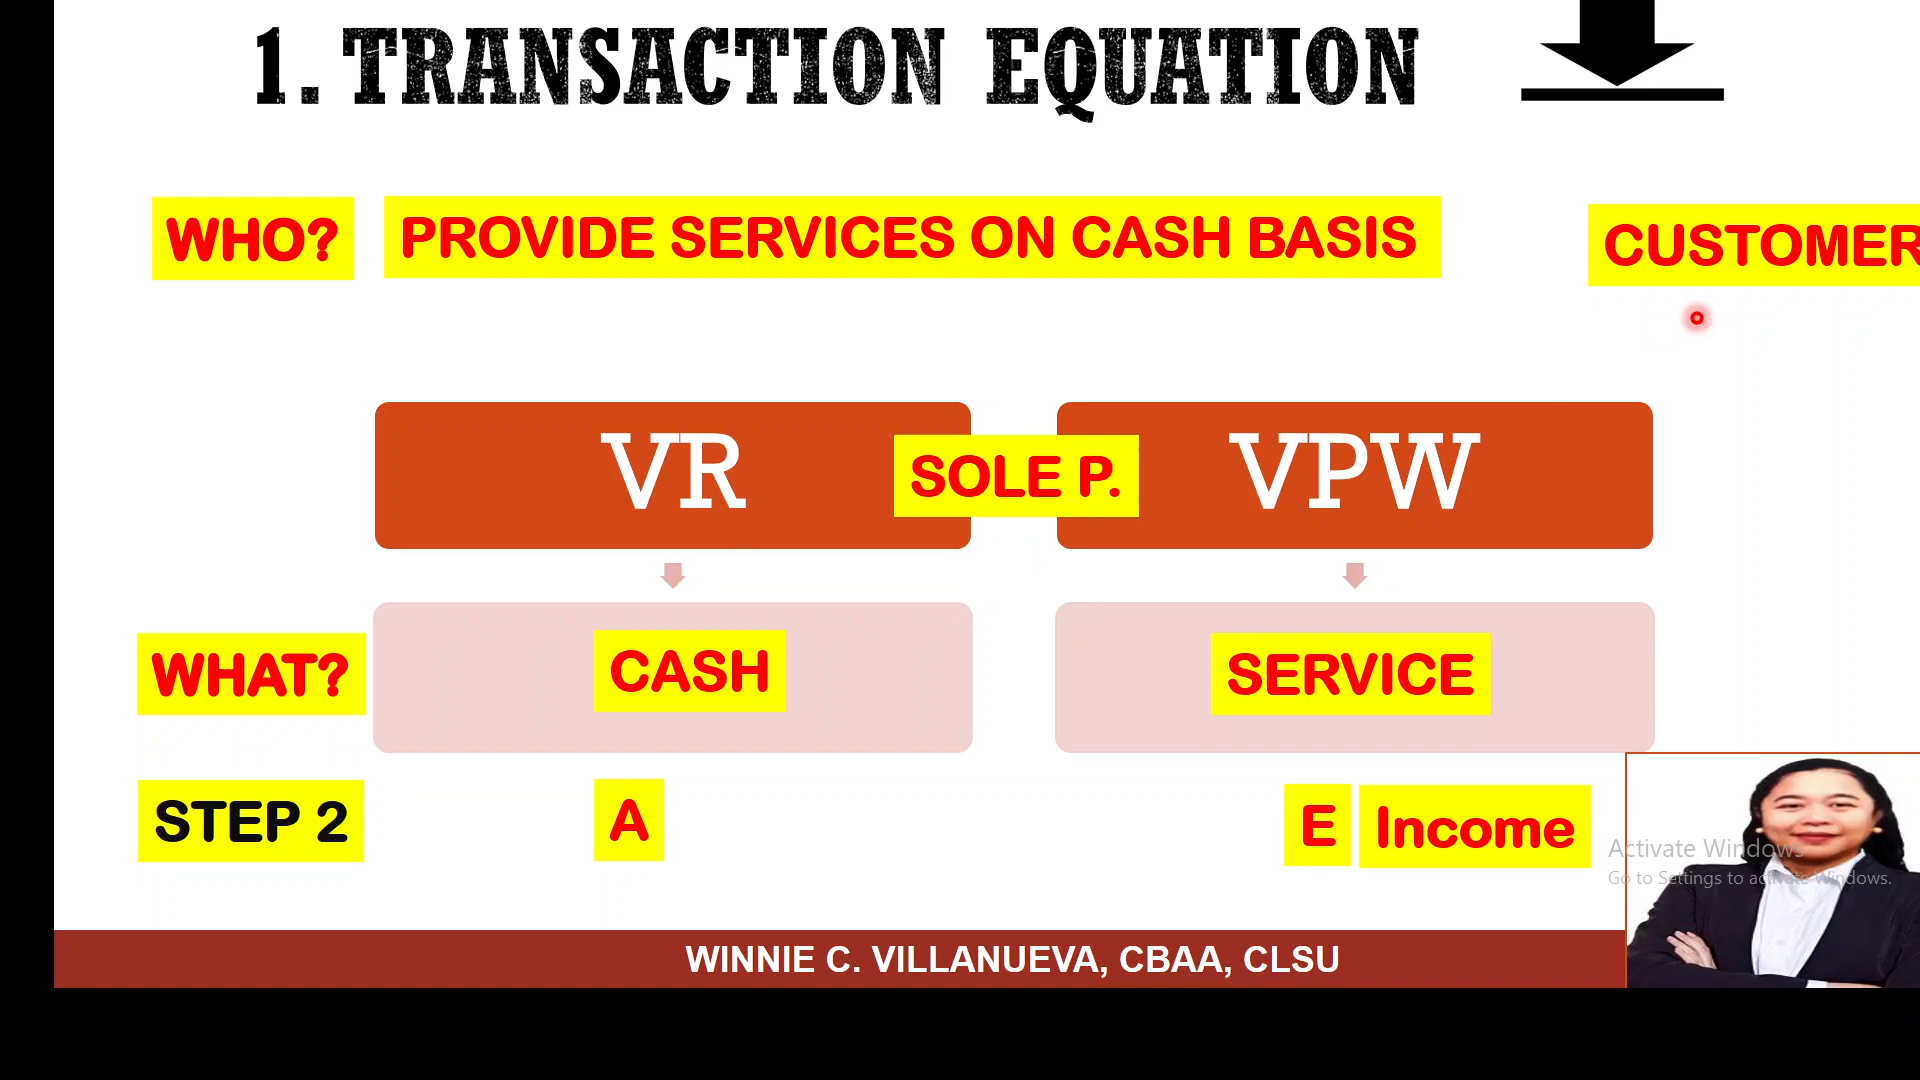 1. TRANSACTION EQUATION
WHO?
PROVIDE SERVICES ON CASH BASIS
CUSTOMER
VR
SOLE P.
VPW
WHAT?
CASH
SERVICE
STEP 2
A
E
Income
Activate Windows
Go to Settings to activate Windows.
WINNIE C. VILLANUEVA, CBAA, CLSU